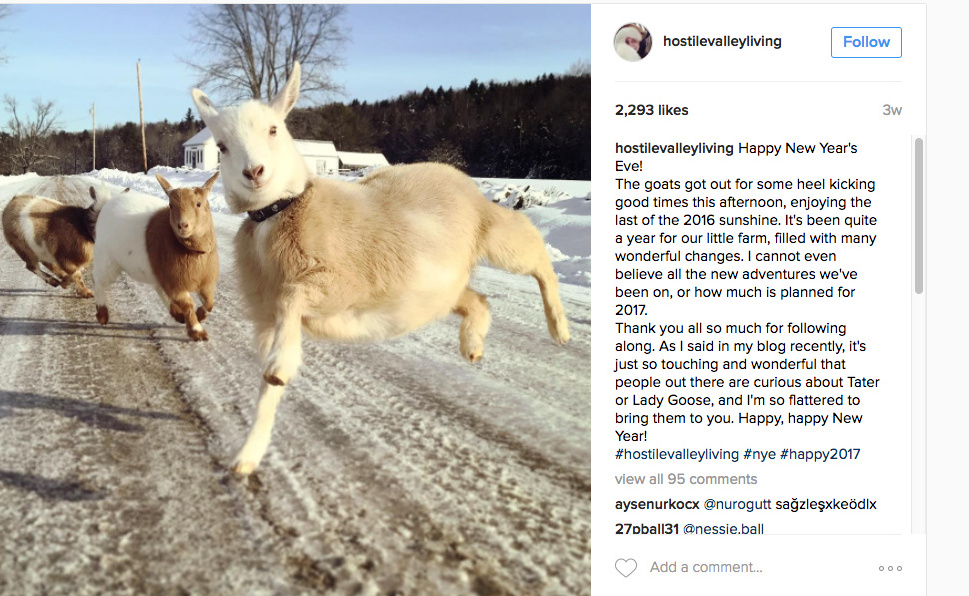 hostilevalleyliving
Follow
2,293 likes
3w
hostilevalleyliving Happy New Year's
Eve!
The goats got out for some heel kicking
good times this afternoon, enjoying the
last of the 2016 sunshine. It's been quite
a year for our little farm, filled with many
wonderful changes. I cannot even
believe all the new adventures we've
been on, or how much is planned for
2017.
Thank you all so much for following
along. As I said in my blog recently, it's
just so touching and wonderful that
people out there are curious about Tater
or Lady Goose, and I'm so flattered to
bring them to you. Happy, happy New
Year!
#hostilevalleyliving #nye #happy2017
view all 95 comments
aysenurkocx @nurogutt sağzleşxkeödlx
27pball31 @nessie.ball
Add a comment...